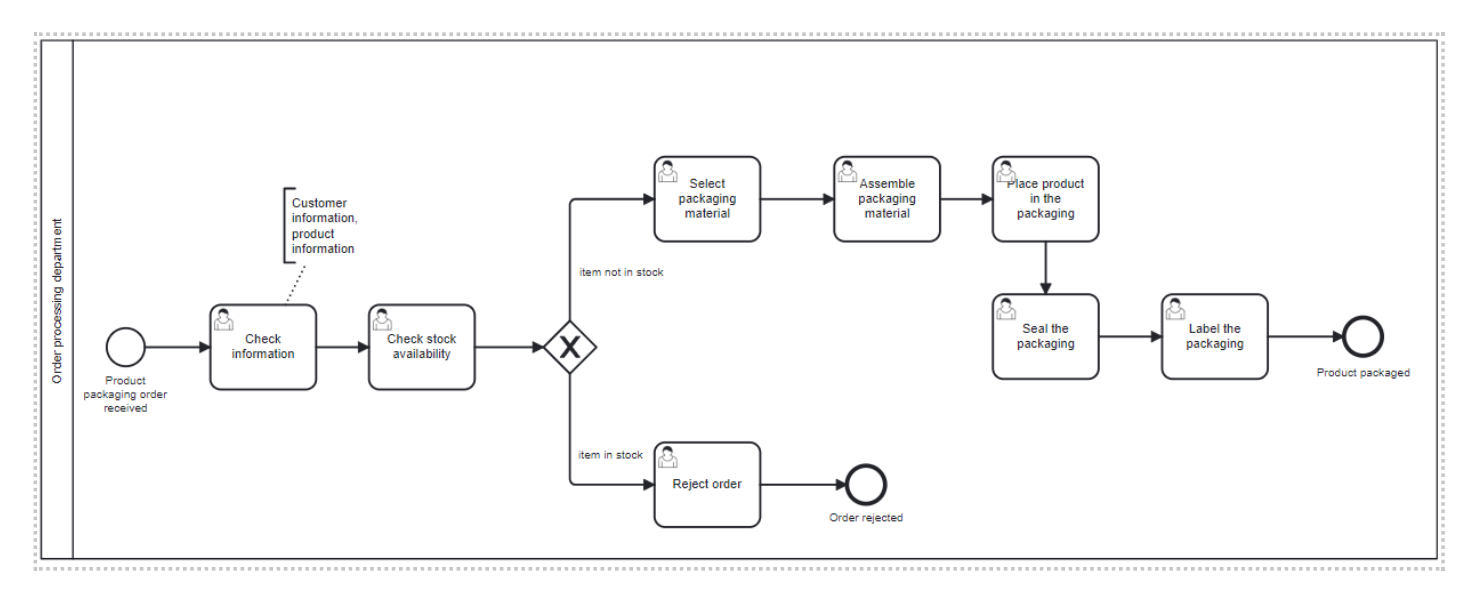 Order processing department
Product
packaging order
received
Customer
information,
product
information
Check
information
Check stock
availability
item not in stock
Select
packaging
material
Assemble
packaging
material
Place product
in the
packaging
Seal the
packaging
Label the
packaging
Product packaged
item in stock
Reject order
Order rejected